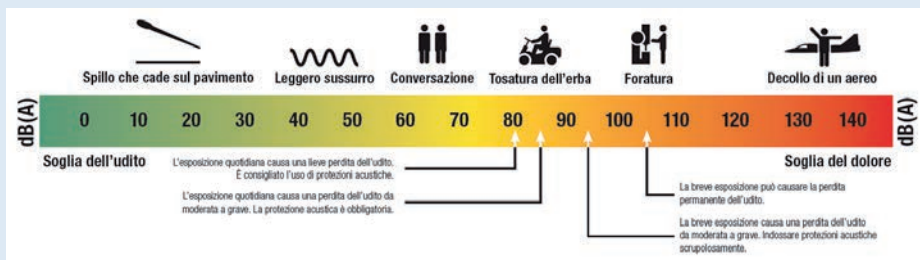 Spillo che cade sul pavimento
Leggero sussurro
Conversazione
Tosatura dell'erba
Foratura
Decollo di un aereo
dB(A) 0 10 20 30 40 50 60 70 80 90 100 110 120 130 140 dB(A)
Soglia dell'udito
Soglia del dolore
L'esposizione quotidiana causa una lieve perdita dell'udito.
È consigliato l'uso di protezioni acustiche.
L'esposizione quotidiana causa una perdita dell'udito da
moderata a grave. La protezione acustica è obbligatoria.
La breve esposizione può causare la perdita
permanente dell'udito.
La breve esposizione causa una perdita dell'udito
da moderata a grave. Indossare protezioni acustiche
scrupolosamente.